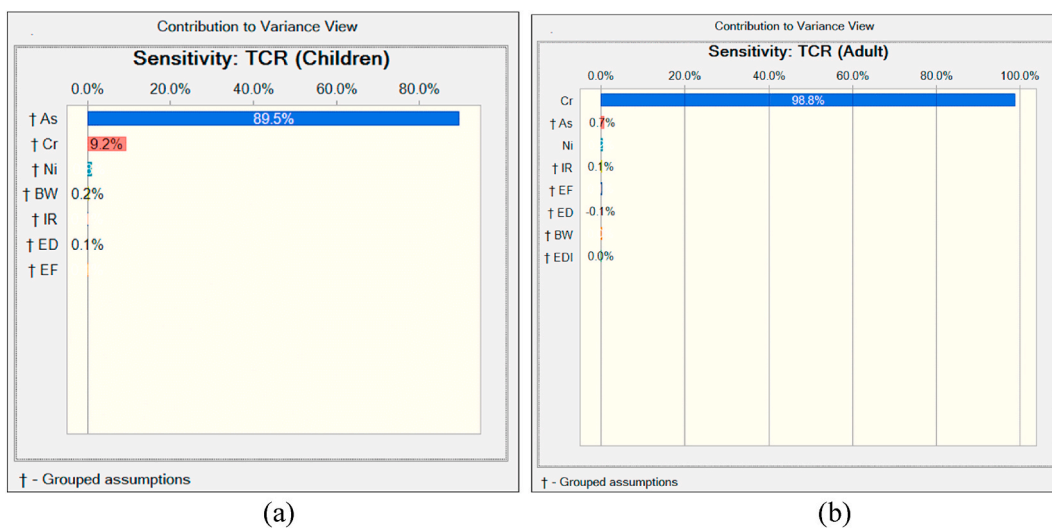 Contribution to Variance View
Sensitivity: TCR (Children)
0.0% 20.0% 40.0% 60.0% 80.0%
† As 89.5%
† Cr 9.2%
† Ni
† BW 0.2%
† IR
† ED 0.1%
† EF
† - Grouped assumptions
(a)
Contribution to Variance View
Sensitivity: TCR (Adult)
0.0% 20.0% 40.0% 60.0% 80.0% 100.0%
Cr 98.8%
† As 0.7%
Ni
† IR 0.1%
† EF
† ED -0.1%
† BW
† EDI 0.0%
† - Grouped assumptions
(b)